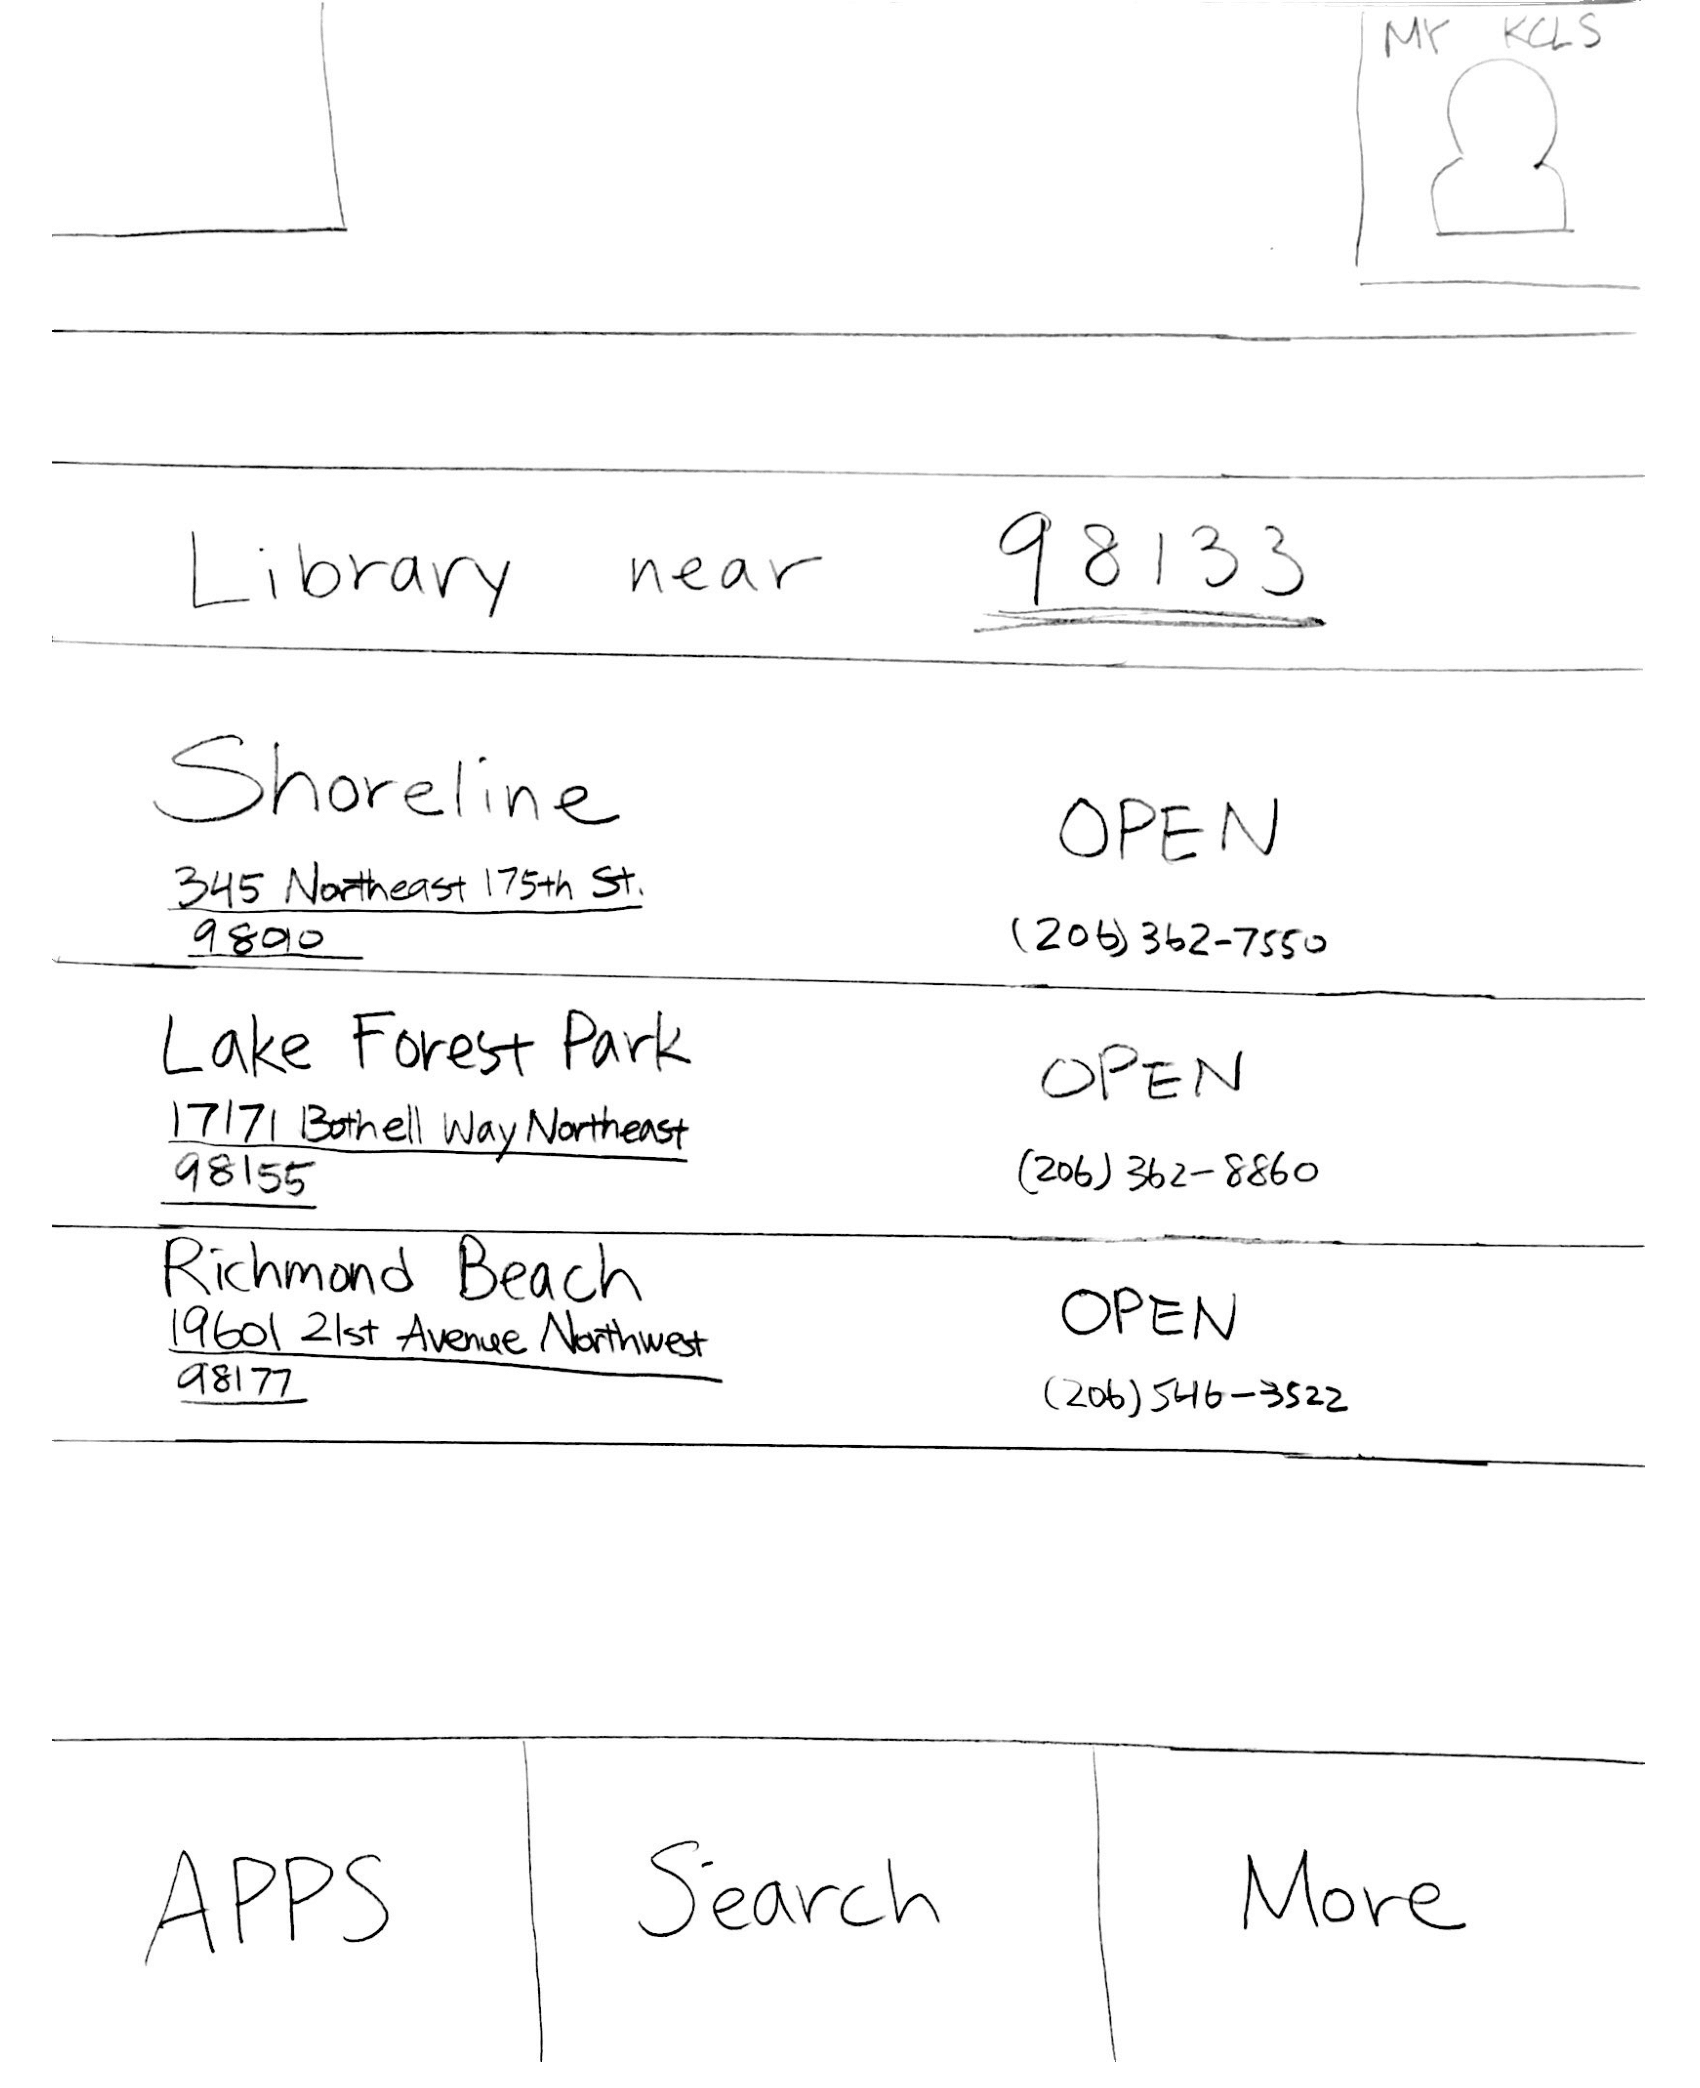 MY KCLS
Library near 98133
Shoreline
OPEN
345 Northeast 175th St.
98010
(206) 362-7550
Lake Forest Park
OPEN
17171 Bothell Way Northeast
98155
(206) 362-8860
Richmond Beach
OPEN
19601 21st Avenue Northwest
98177
(206) 546-3522
APPS
Search
More